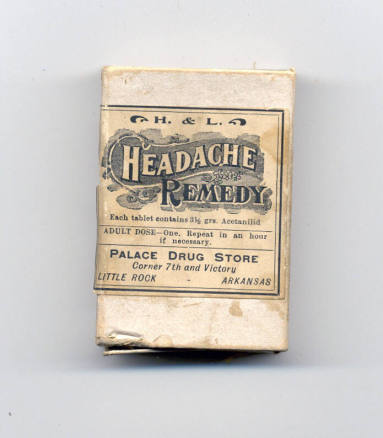 H. & L.
HEADACHE
REMEDY
Each tablet contains 3½ grs. Acetanilid
ADULT DOSE—One. Repeat in an hour
if necessary.
PALACE DRUG STORE
Corner 7th and Victory
LITTLE ROCK - ARKANSAS